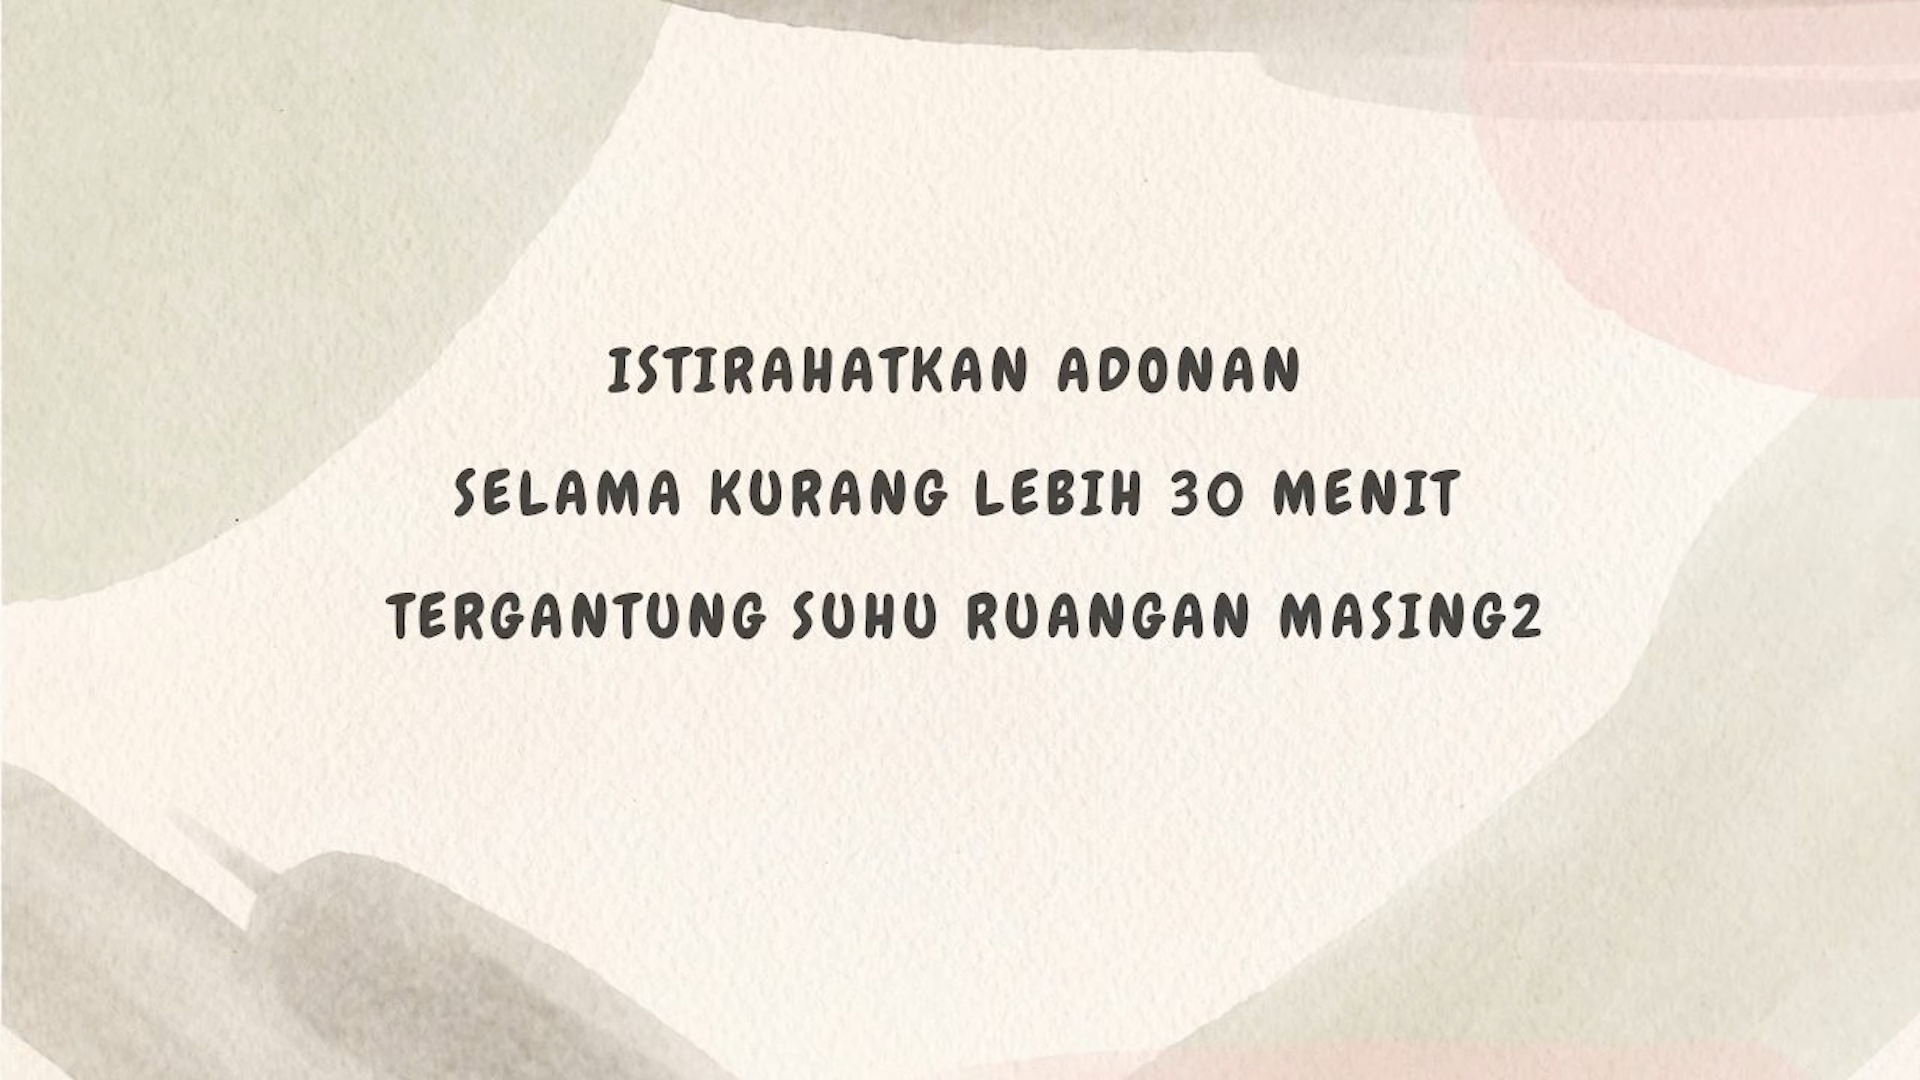 ISTIRAHATKAN ADONAN
SELAMA KURANG LEBIH 30 MENIT
TERGANTUNG SUHU RUANGAN MASING2